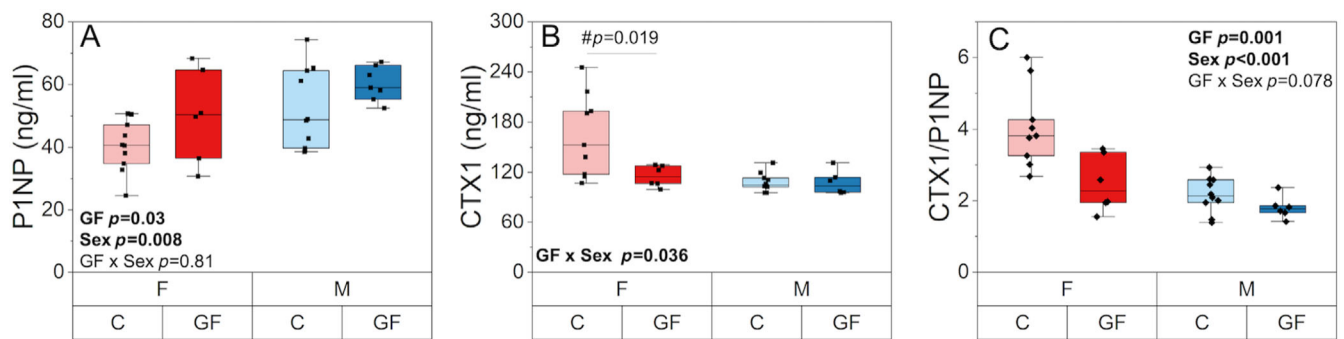 A
P1NP (ng/ml)
80
60
40
20
0
GF p=0.03
Sex p=0.008
GF x Sex p=0.81
F M
C GF C GF
B
CTX1 (ng/ml)
300
240
180
120
60
0
#p=0.019
GF x Sex p=0.036
F M
C GF C GF
C
CTX1/P1NP
6
4
2
0
GF p=0.001
Sex p<0.001
GF x Sex p=0.078
F M
C GF C GF